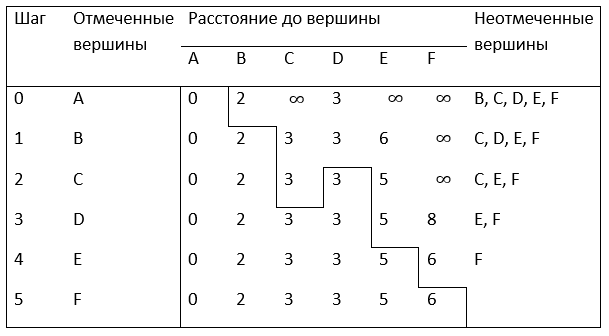 Шаг Отмеченные вершины Расстояние до вершины Неотмеченные вершины
A B C D E F
0 A 0 2 ∞ 3 ∞ ∞ B, C, D, E, F
1 B 0 2 3 3 6 ∞ C, D, E, F
2 C 0 2 3 3 5 ∞ C, E, F
3 D 0 2 3 3 5 8 E, F
4 E 0 2 3 3 5 6 F
5 F 0 2 3 3 5 6